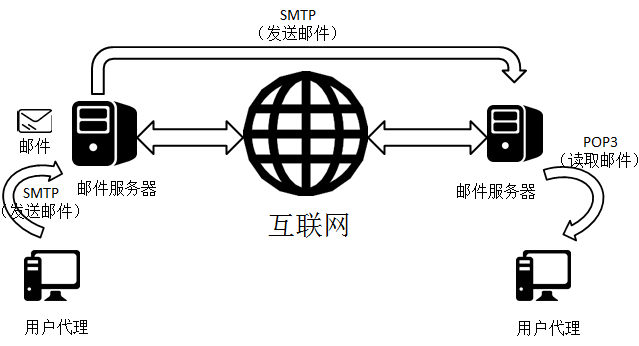 SMTP
（发送邮件）
邮件
邮件服务器
SMTP
（发送邮件）
用户代理
互联网
邮件服务器
POP3
（读取邮件）
用户代理